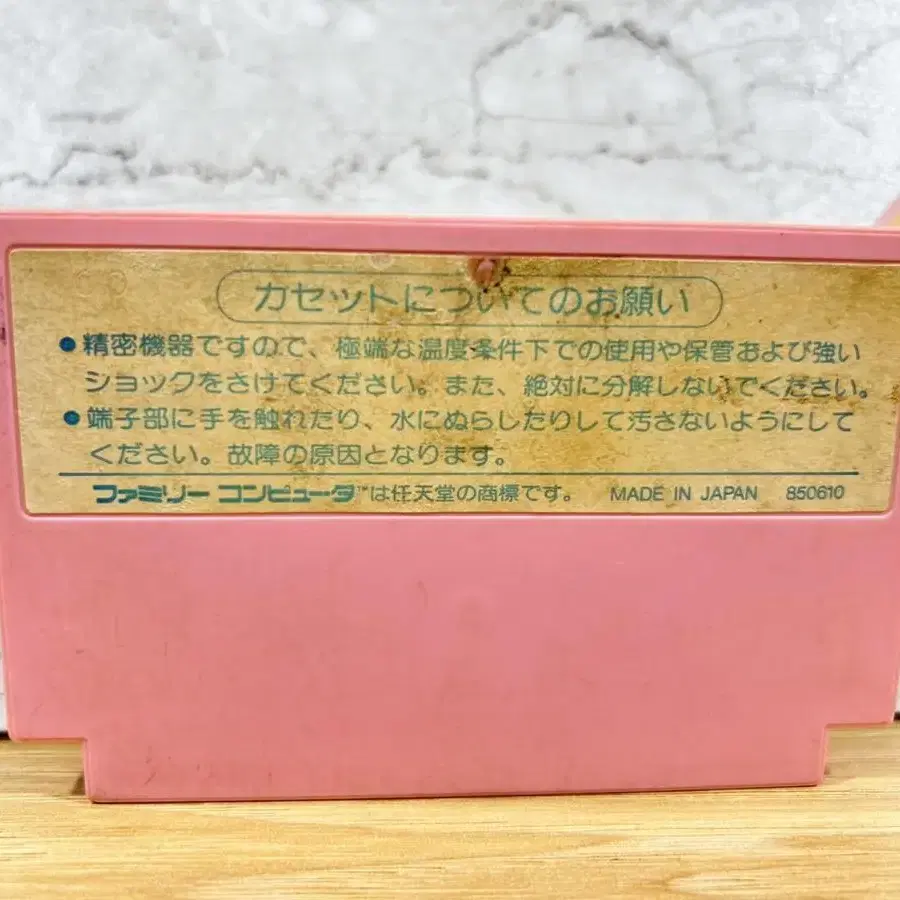 カセットについてのお願い
●精密機器ですので、極端な温度条件下での使用や保管および強い
ショックをさけてください。また、絶対に分解しないでください。
●端子部に手を触れたり、水にぬらしたりして汚さないようにして
ください。故障の原因となります。
ファミリー コンピュータ™は任天堂の商標です。 MADE IN JAPAN 850610